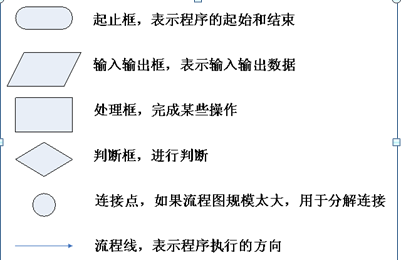 起止框，表示程序的起始和结束
输入输出框，表示输入输出数据
处理框，完成某些操作
判断框，进行判断
连接点，如果流程图规模太大，用于分解连接
流程线，表示程序执行的方向